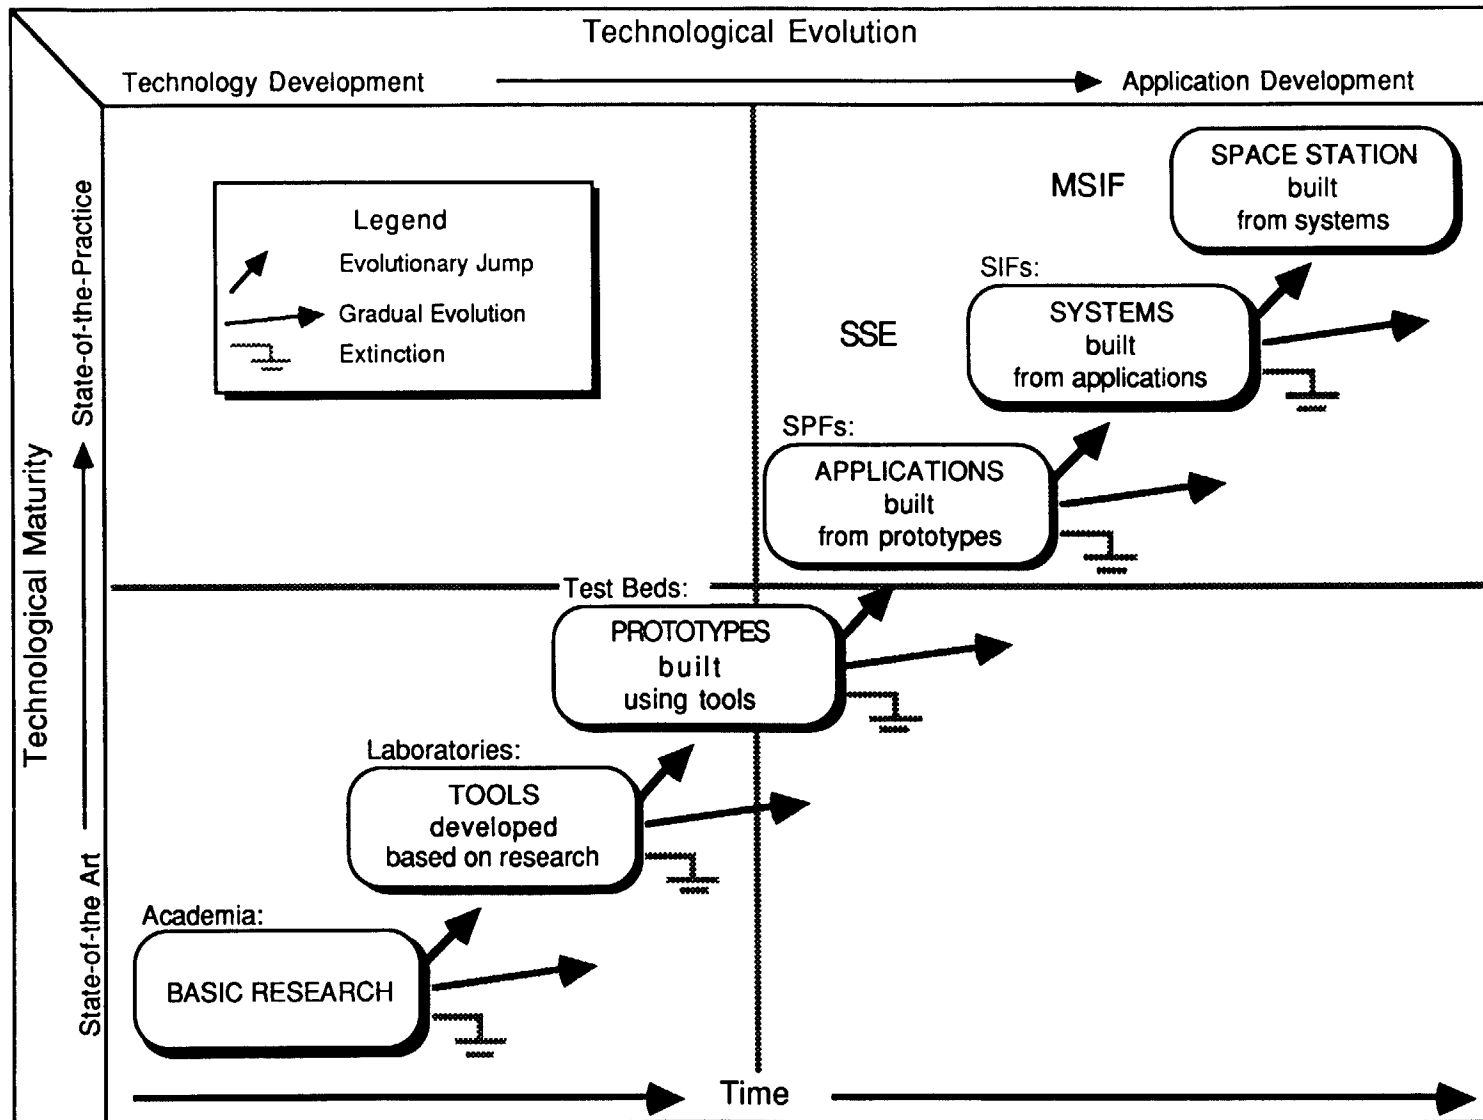 Technological Evolution
Technology Development
Application Development
Technological Maturity
State-of-the-Practice
State-of-the Art
Legend
Evolutionary Jump
Gradual Evolution
Extinction
MSIF
SPACE STATION
built
from systems
SIFs:
SYSTEMS
built
from applications
SSE
SPFs:
APPLICATIONS
built
from prototypes
Test Beds:
PROTOTYPES
built
using tools
Laboratories:
TOOLS
developed
based on research
Academia:
BASIC RESEARCH
Time